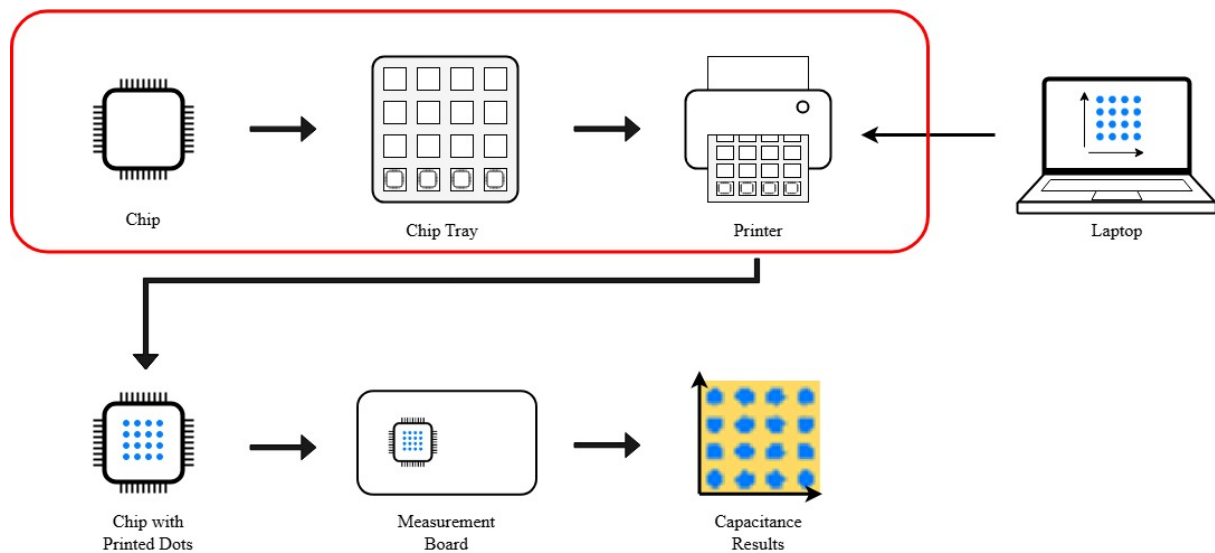 Chip
Chip Tray
Printer
Laptop
Chip with
Printed Dots
Measurement
Board
Capacitance
Results